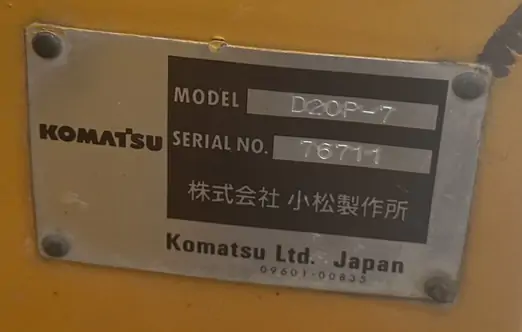 KOMATSU
MODEL D20P-7
SERIAL NO. 76711
株式会社 小松製作所
Komatsu Ltd. Japan
09601-00835